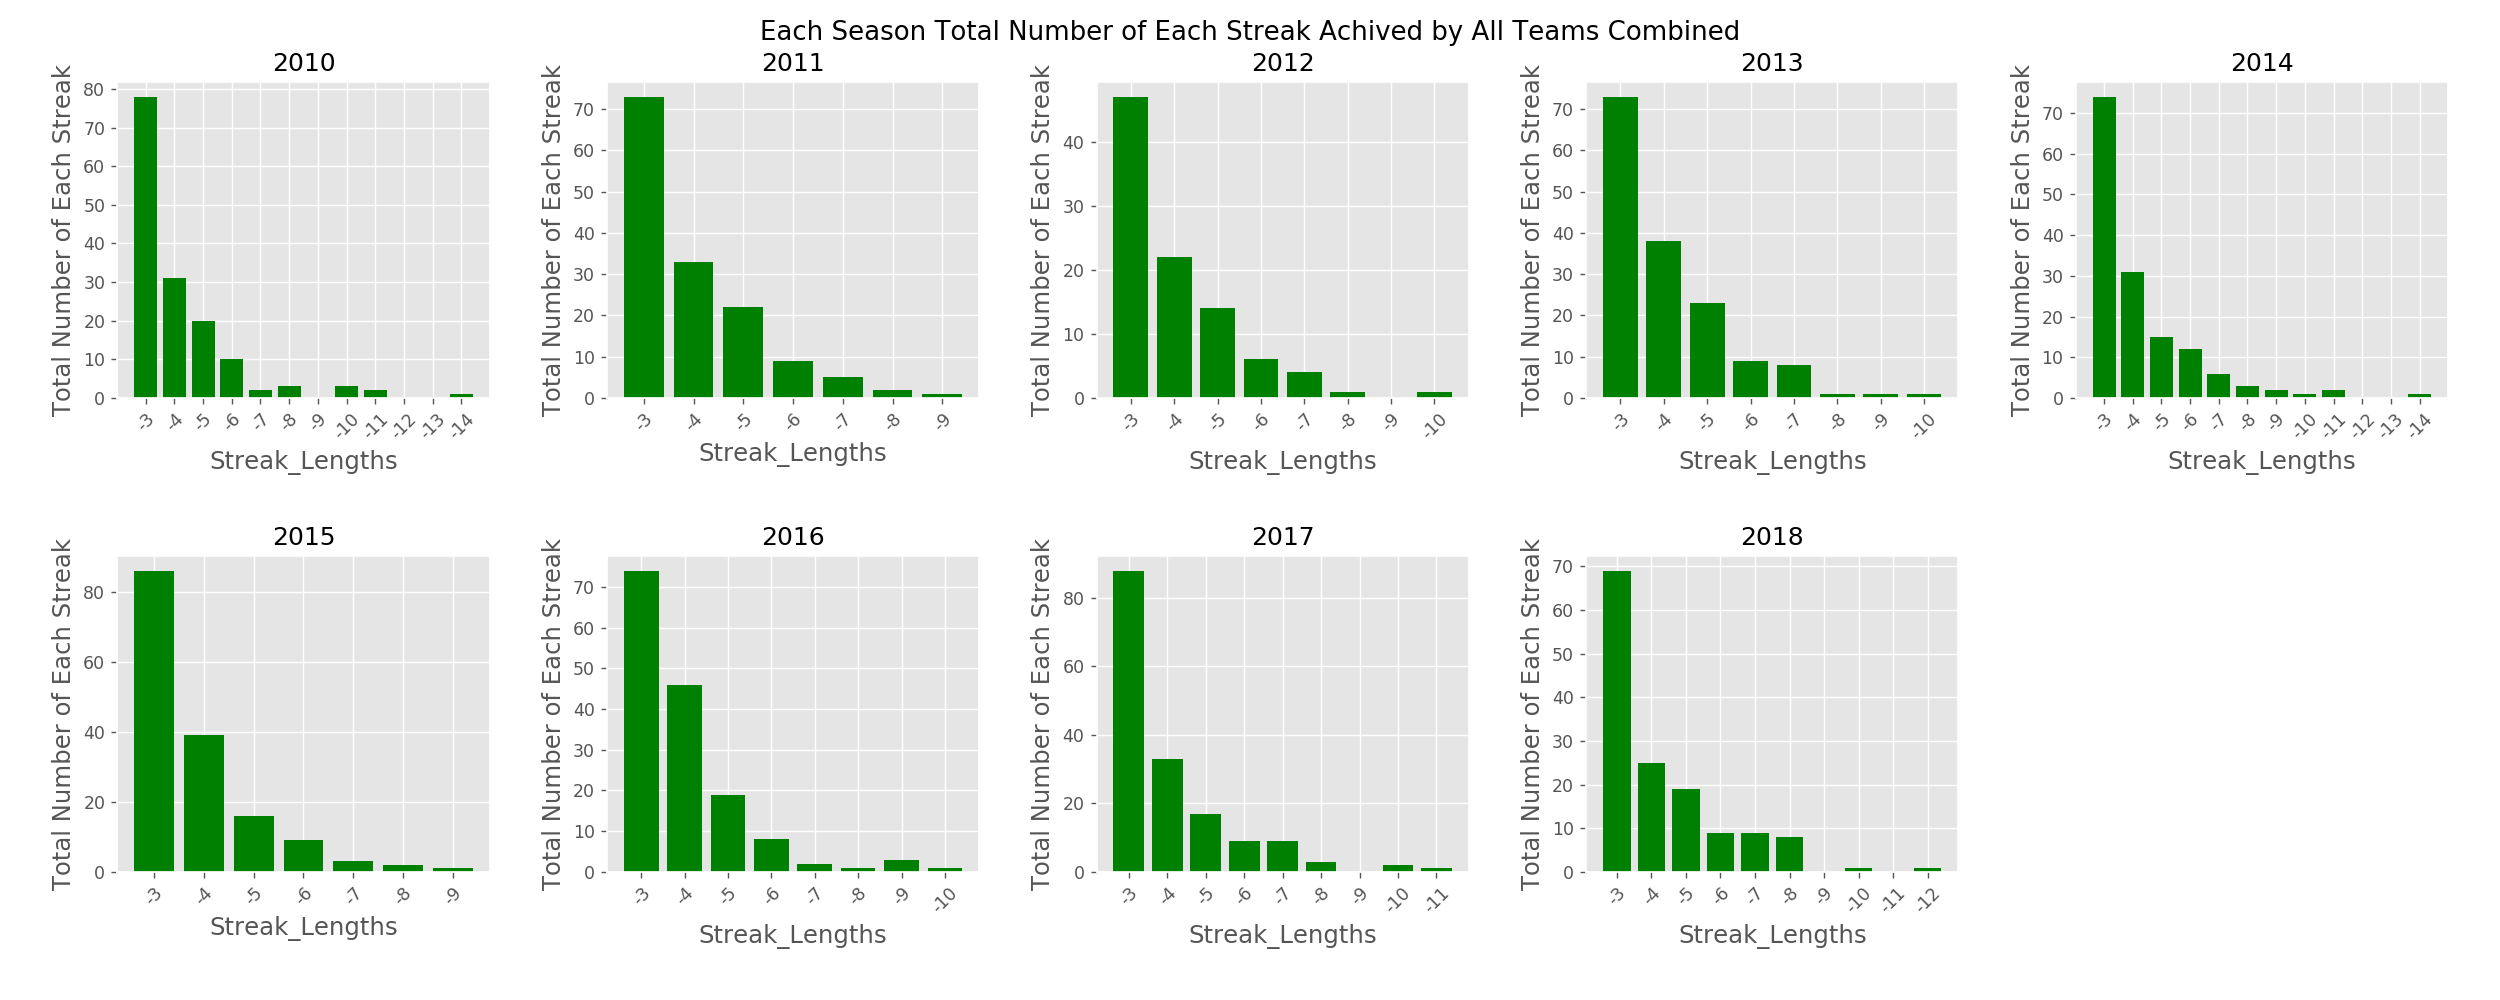 Each Season Total Number of Each Streak Achived by All Teams Combined
2010
Total Number of Each Streak
80
70
60
50
40
30
20
10
0
-3 -4 -5 -6 -7 -8 -9 -10 -11 -12 -13 -14
Streak_Lengths
2011
Total Number of Each Streak
70
60
50
40
30
20
10
0
-3 -4 -5 -6 -7 -8 -9
Streak_Lengths
2012
Total Number of Each Streak
40
30
20
10
0
-3 -4 -5 -6 -7 -8 -9 -10
Streak_Lengths
2013
Total Number of Each Streak
70
60
50
40
30
20
10
0
-3 -4 -5 -6 -7 -8 -9 -10
Streak_Lengths
2014
Total Number of Each Streak
70
60
50
40
30
20
10
0
-3 -4 -5 -6 -7 -8 -9 -10 -11 -12 -13 -14
Streak_Lengths
2015
Total Number of Each Streak
80
60
40
20
0
-3 -4 -5 -6 -7 -8 -9
Streak_Lengths
2016
Total Number of Each Streak
70
60
50
40
30
20
10
0
-3 -4 -5 -6 -7 -8 -9 -10
Streak_Lengths
2017
Total Number of Each Streak
80
60
40
20
0
-3 -4 -5 -6 -7 -8 -9 -10 -11
Streak_Lengths
2018
Total Number of Each Streak
70
60
50
40
30
20
10
0
-3 -4 -5 -6 -7 -8 -9 -10 -11 -12
Streak_Lengths